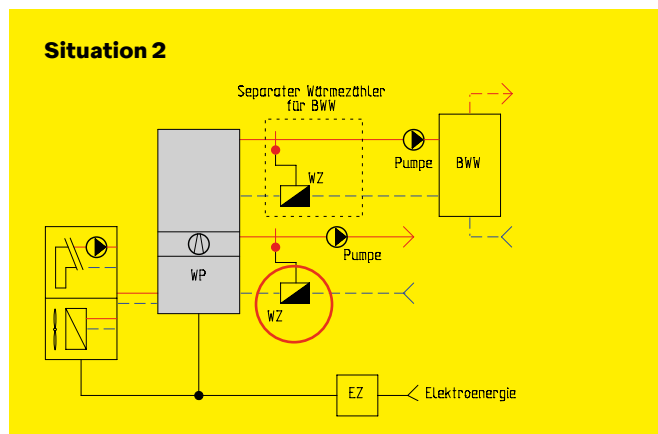 Situation 2
Separater Wärmezähler
für BWW
WZ
Pumpe
BWW
Pumpe
WP
WZ
EZ
Elektroenergie